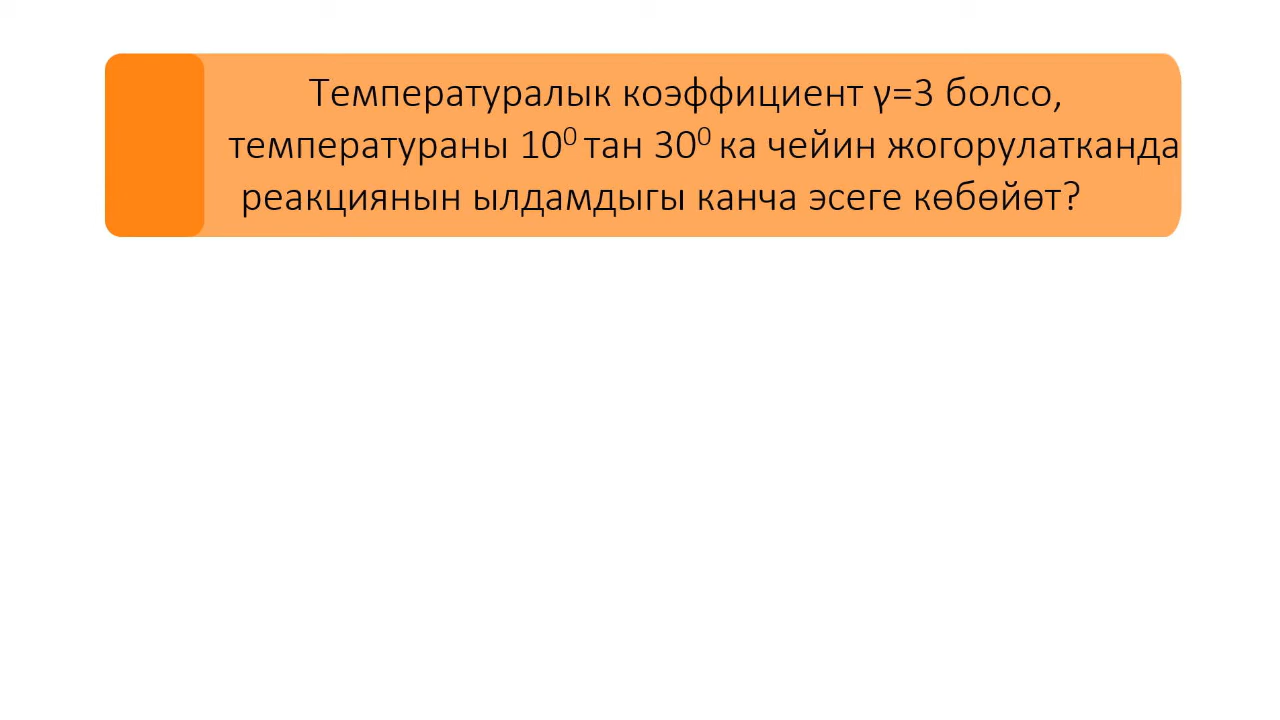 Температуралык коэффициент γ=3 болсо,
температураны 10⁰ тан 30⁰ ка чейин жогорулатканда
реакциянын ылдамдыгы канча эсеге көбөйөт?